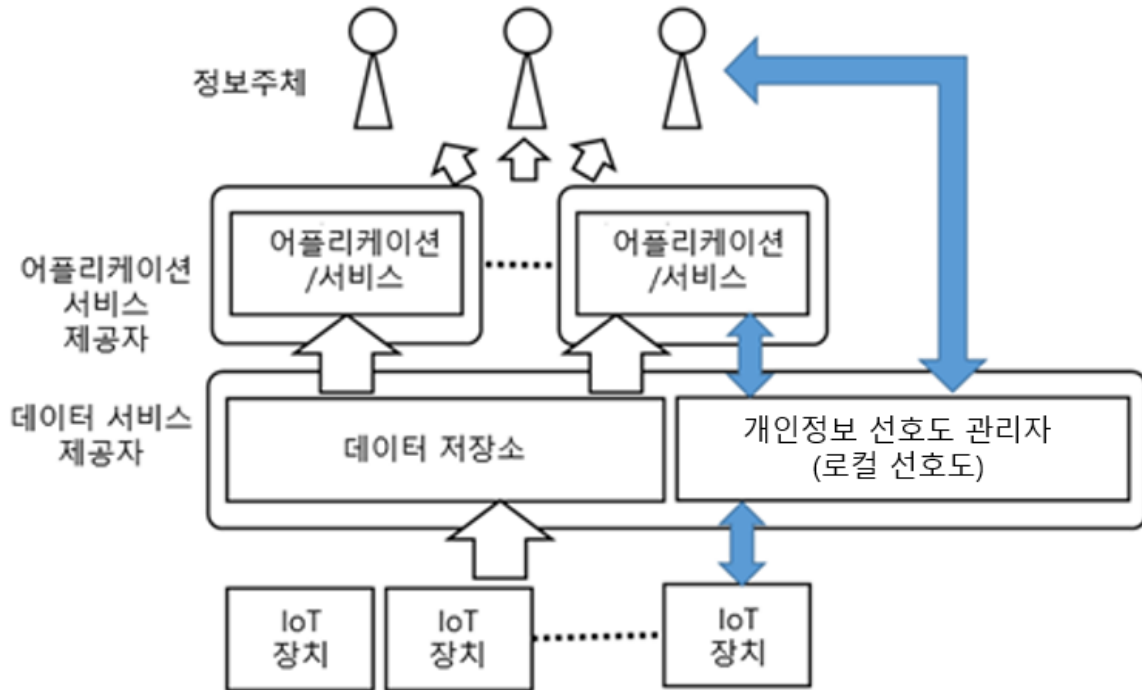 정보주체
어플리케이션
/서비스
어플리케이션
/서비스
어플리케이션
서비스
제공자
데이터 서비스
제공자
데이터 저장소
개인정보 선호도 관리자
(로컬 선호도)
IoT
장치
IoT
장치
IoT
장치